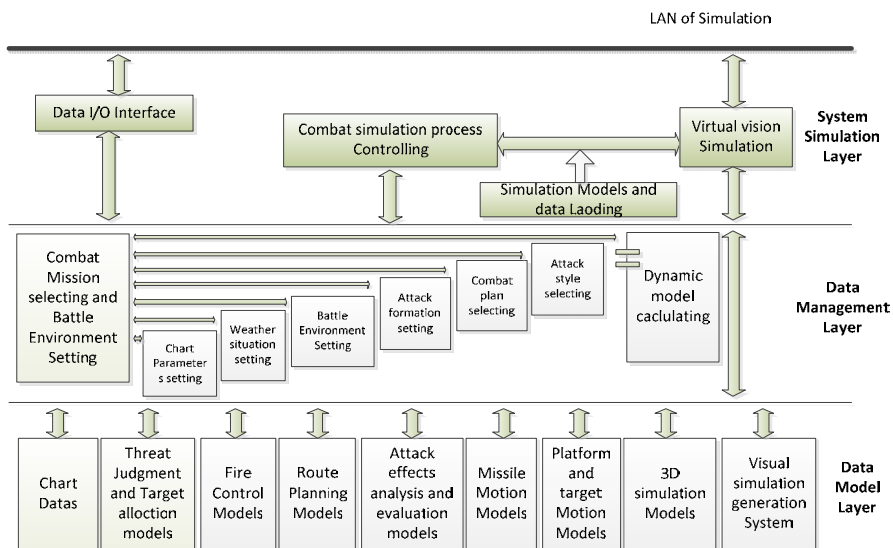 LAN of Simulation
Data I/O Interface
Combat simulation process
Controlling
Virtual vision
Simulation
System
Simulation
Layer
Simulation Models and
data Laoding
Combat
Mission
selecting and
Battle
Environment
Setting
Chart
Parameter
s setting
Weather
situation
setting
Battle
Environment
Setting
Attack
formation
setting
Combat
plan
selecting
Attack
style
selecting
Dynamic
model
caclulating
Data
Management
Layer
Chart
Datas
Threat
Judgment
and Target
alloction
models
Fire
Control
Models
Route
Planning
Models
Attack
effects
analysis and
evaluation
models
Missile
Motion
Models
Platform
and
target
Motion
Models
3D
simulation
Models
Visual
simulation
generation
System
Data Model
Layer